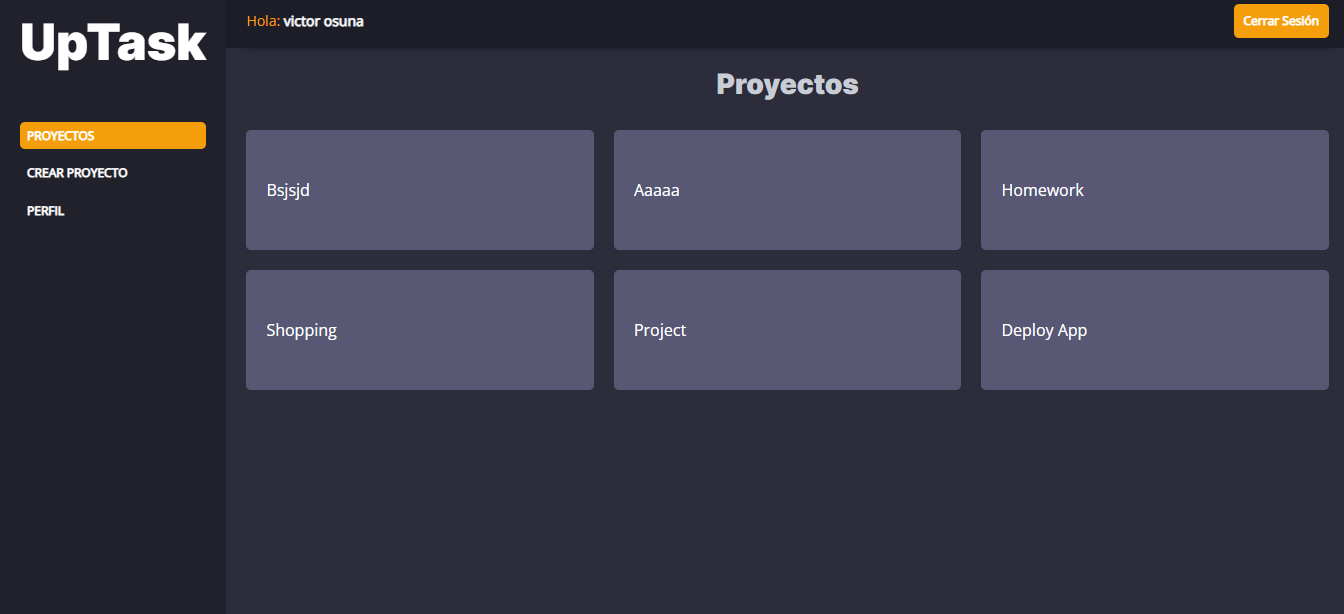 UpTask
PROYECTOS
CREAR PROYECTO
PERFIL
Hola: victor osuna
Cerrar Sesión
Proyectos
Bsjsjd
Aaaaa
Homework
Shopping
Project
Deploy App